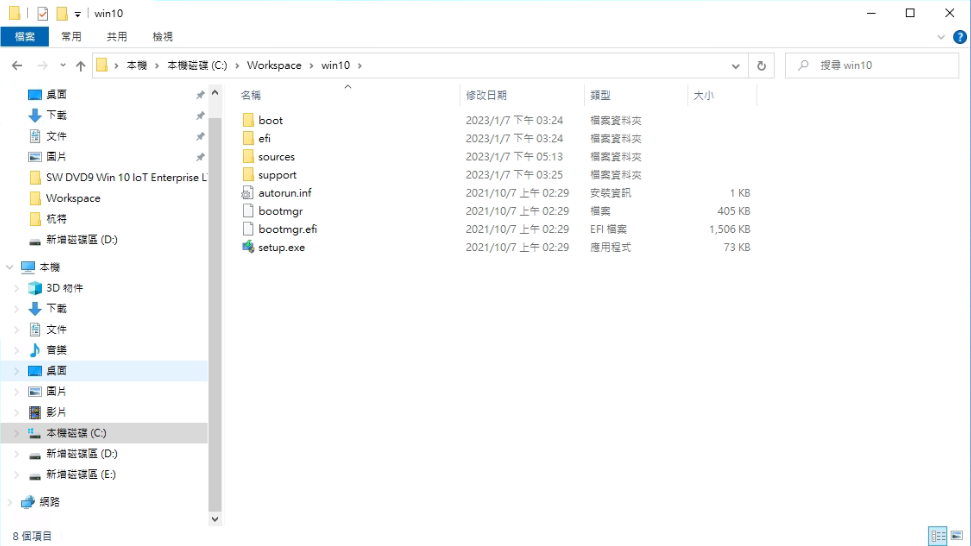 win10
檔案 常用 共用 檢視
本機 本機磁碟 (C:) Workspace win10 搜尋 win10
名稱 修改日期 類型 大小
桌面
下載
文件
圖片
SW DVD9 Win 10 IoT Enterprise L
Workspace
杭特
新增磁碟區 (D:)
本機
3D 物件
下載
文件
音樂
桌面
圖片
影片
本機磁碟 (C:)
新增磁碟區 (D:)
新增磁碟區 (E:)
網路
boot 2023/1/7 下午 03:24 檔案資料夾
efi 2023/1/7 下午 03:24 檔案資料夾
sources 2023/1/7 下午 05:13 檔案資料夾
support 2023/1/7 下午 03:25 檔案資料夾
autorun.inf 2021/10/7 上午 02:29 安裝資訊 1 KB
bootmgr 2021/10/7 上午 02:29 檔案 405 KB
bootmgr.efi 2021/10/7 上午 02:29 EFI 檔案 1,506 KB
setup.exe 2021/10/7 上午 02:29 應用程式 73 KB
8 個項目